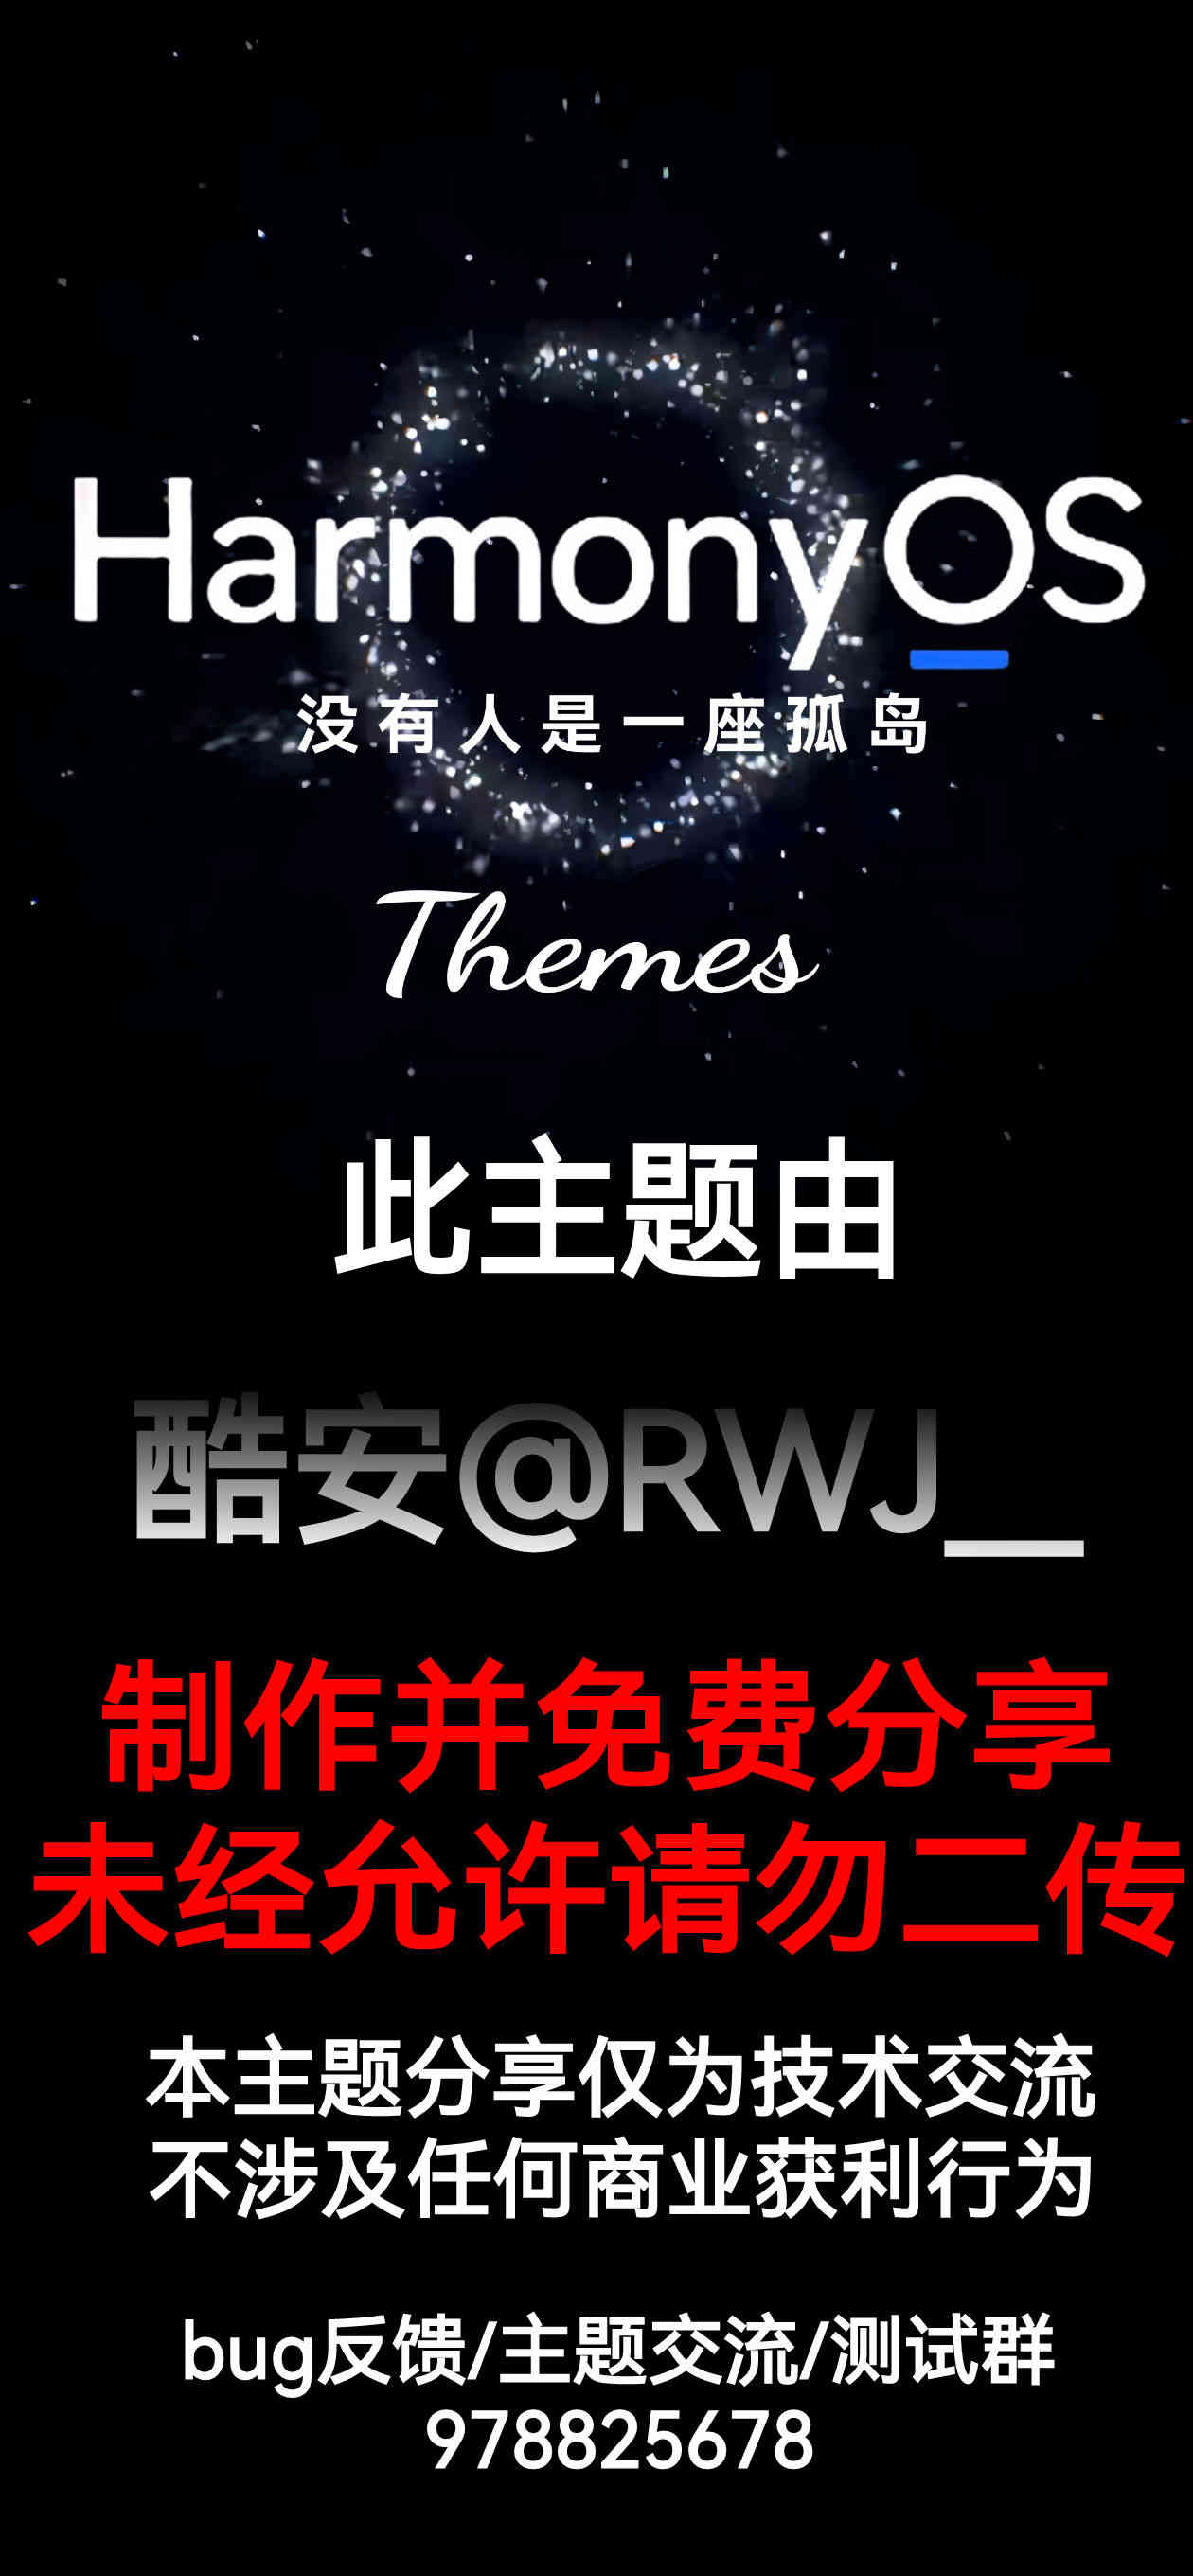 HarmonyOS
没有人是一座孤岛
Themes
此主题由
酷安@RWJ__
制作并免费分享
未经允许请勿二传
本主题分享仅为技术交流
不涉及任何商业获利行为
bug反馈/主题交流/测试群
978825678